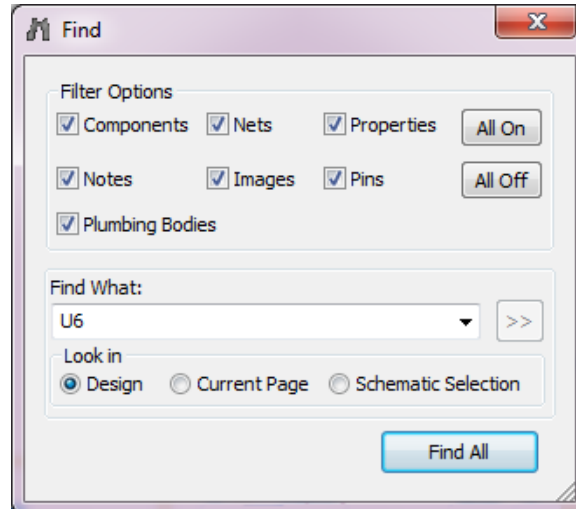 Find
Filter Options
Components Nets Properties All On
Notes Images Pins All Off
Plumbing Bodies
Find What:
U6 >>
Look in
Design Current Page Schematic Selection
Find All